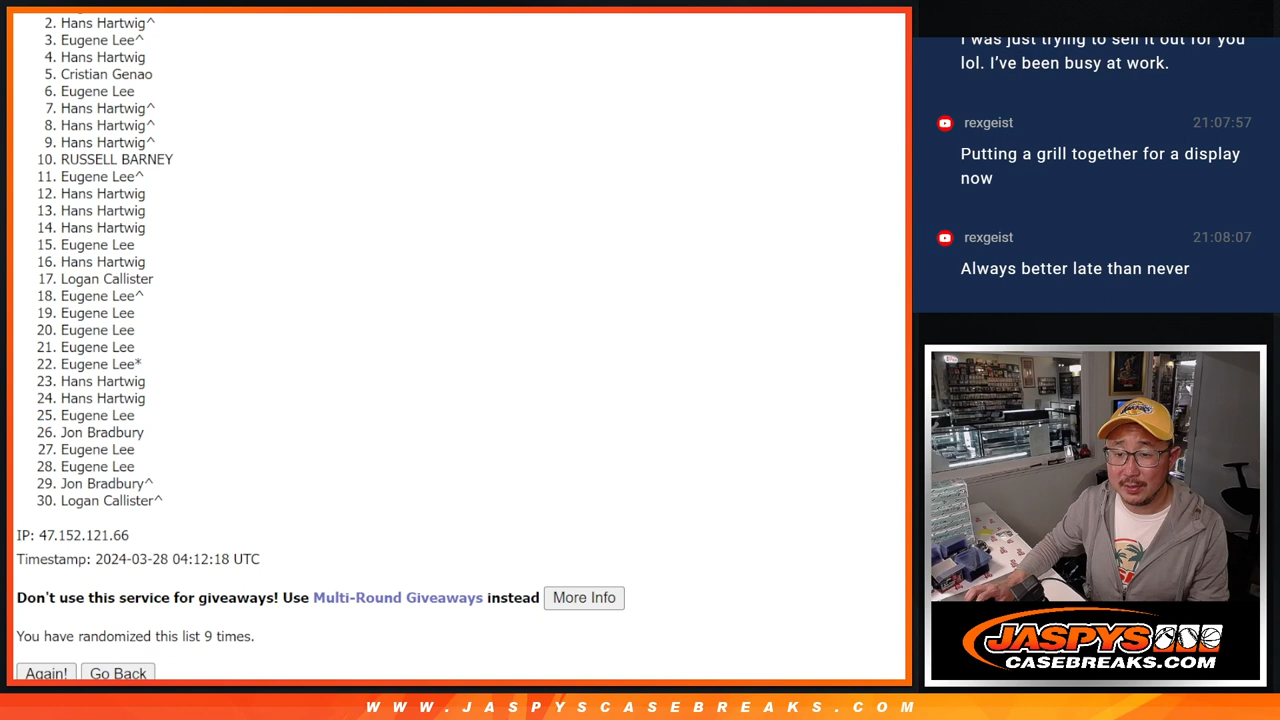 2. Hans Hartwig^
3. Eugene Lee^
4. Hans Hartwig
5. Cristian Genao
6. Eugene Lee
7. Hans Hartwig^
8. Hans Hartwig^
9. Hans Hartwig^
10. RUSSELL BARNEY
11. Eugene Lee^
12. Hans Hartwig
13. Hans Hartwig
14. Hans Hartwig
15. Eugene Lee
16. Hans Hartwig
17. Logan Callister
18. Eugene Lee^
19. Eugene Lee
20. Eugene Lee
21. Eugene Lee
22. Eugene Lee*
23. Hans Hartwig
24. Hans Hartwig
25. Eugene Lee
26. Jon Bradbury
27. Eugene Lee
28. Eugene Lee
29. Jon Bradbury^
30. Logan Callister^
IP: 47.152.121.66
Timestamp: 2024-03-28 04:12:18 UTC
Don't use this service for giveaways! Use Multi-Round Giveaways instead More Info
You have randomized this list 9 times.
Again! Go Back
I was just trying to sell it out for you
lol. I've been busy at work.
rexgeist 21:07:57
Putting a grill together for a display
now
rexgeist 21:08:07
Always better late than never
JASPYS
CASEBREAKS.COM
WWW.JASPYSCASEBREAKS.COM